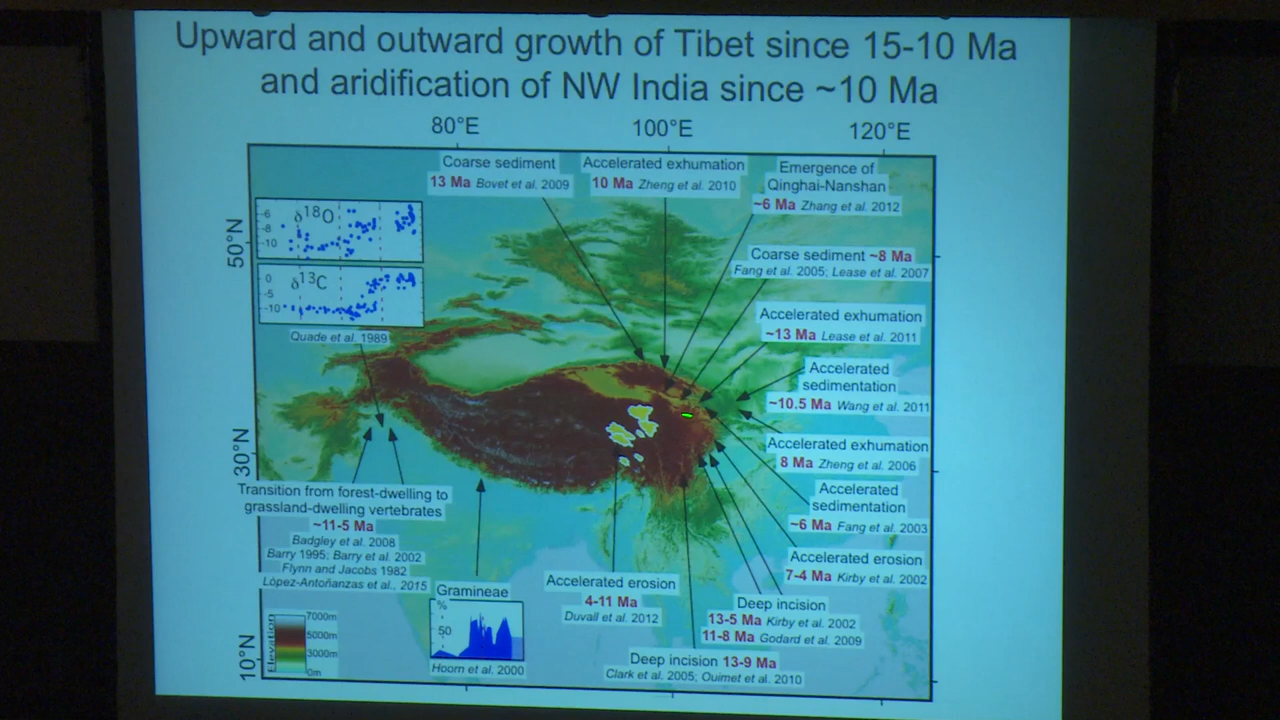 Upward and outward growth of Tibet since 15-10 Ma
and aridification of NW India since ~10 Ma
80°E 100°E 120°E
50°N
30°N
10°N
Coarse sediment
13 Ma Bovet et al. 2009
Accelerated exhumation
10 Ma Zheng et al. 2010
Emergence of
Qinghai-Nanshan
~6 Ma Zhang et al. 2012
δ18O
-6
-8
-10
δ13C
0
-5
-10
Quade et al. 1989
Coarse sediment ~8 Ma
Fang et al. 2005; Lease et al. 2007
Accelerated exhumation
~13 Ma Lease et al. 2011
Accelerated
sedimentation
~10.5 Ma Wang et al. 2011
Accelerated exhumation
8 Ma Zheng et al. 2006
Accelerated
sedimentation
~6 Ma Fang et al. 2003
Accelerated erosion
7-4 Ma Kirby et al. 2002
Transition from forest-dwelling to
grassland-dwelling vertebrates
~11-5 Ma
Badgley et al. 2008
Barry 1995; Barry et al. 2002
Flynn and Jacobs 1982
López-Antoñanzas et al., 2015
Gramineae
%
50
Hoorn et al. 2000
Accelerated erosion
4-11 Ma
Duvall et al. 2012
Deep incision
13-5 Ma Kirby et al. 2002
11-8 Ma Godard et al. 2009
Deep incision 13-9 Ma
Clark et al. 2005; Ouimet et al. 2010
Elevation
7000m
5000m
3000m
0m